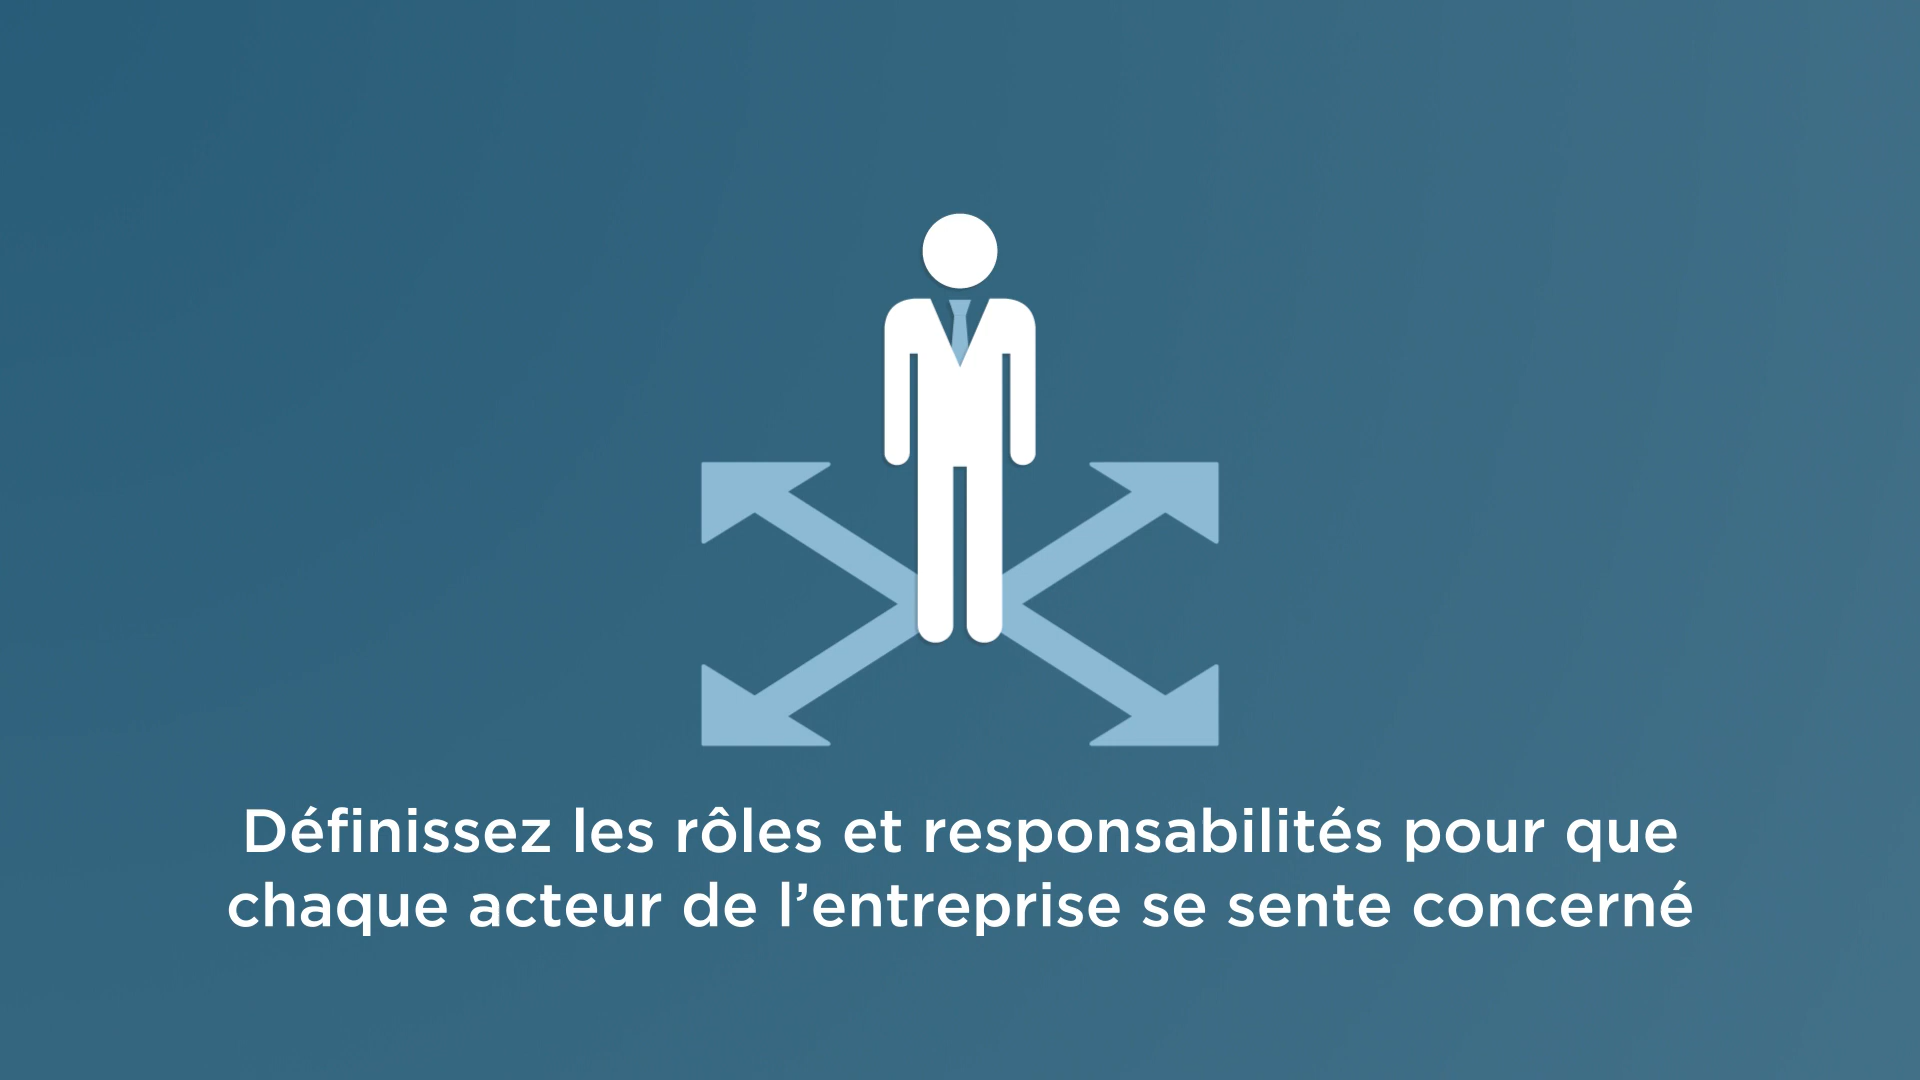 Définissez les rôles et responsabilités pour que
chaque acteur de l’entreprise se sente concerné